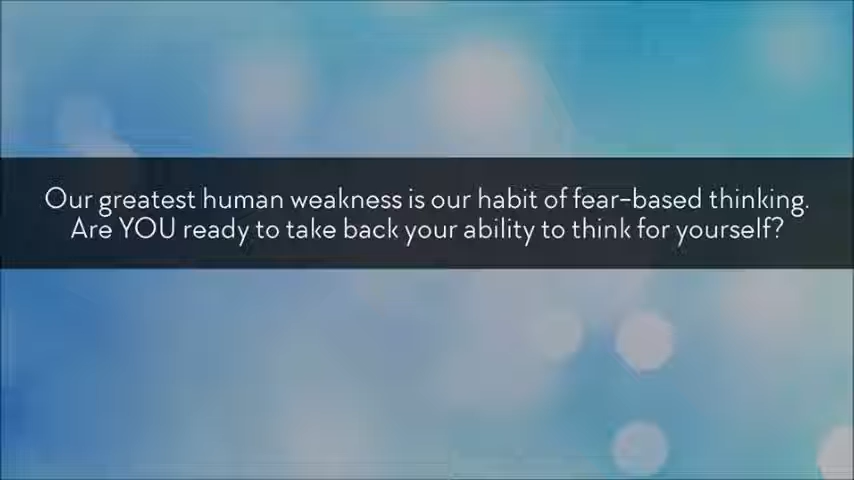 Our greatest human weakness is our habit of fear-based thinking.
Are YOU ready to take back your ability to think for yourself?